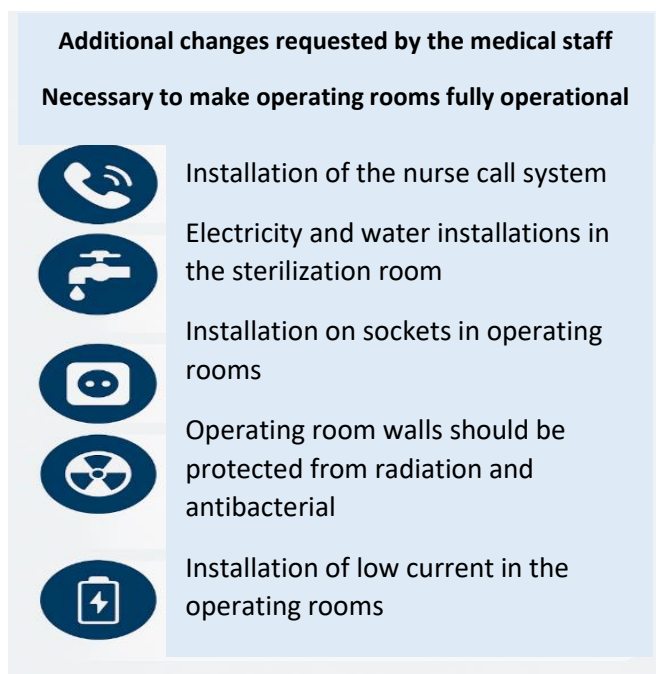 Additional changes requested by the medical staff
Necessary to make operating rooms fully operational
Installation of the nurse call system
Electricity and water installations in
the sterilization room
Installation on sockets in operating
rooms
Operating room walls should be
protected from radiation and
antibacterial
Installation of low current in the
operating rooms